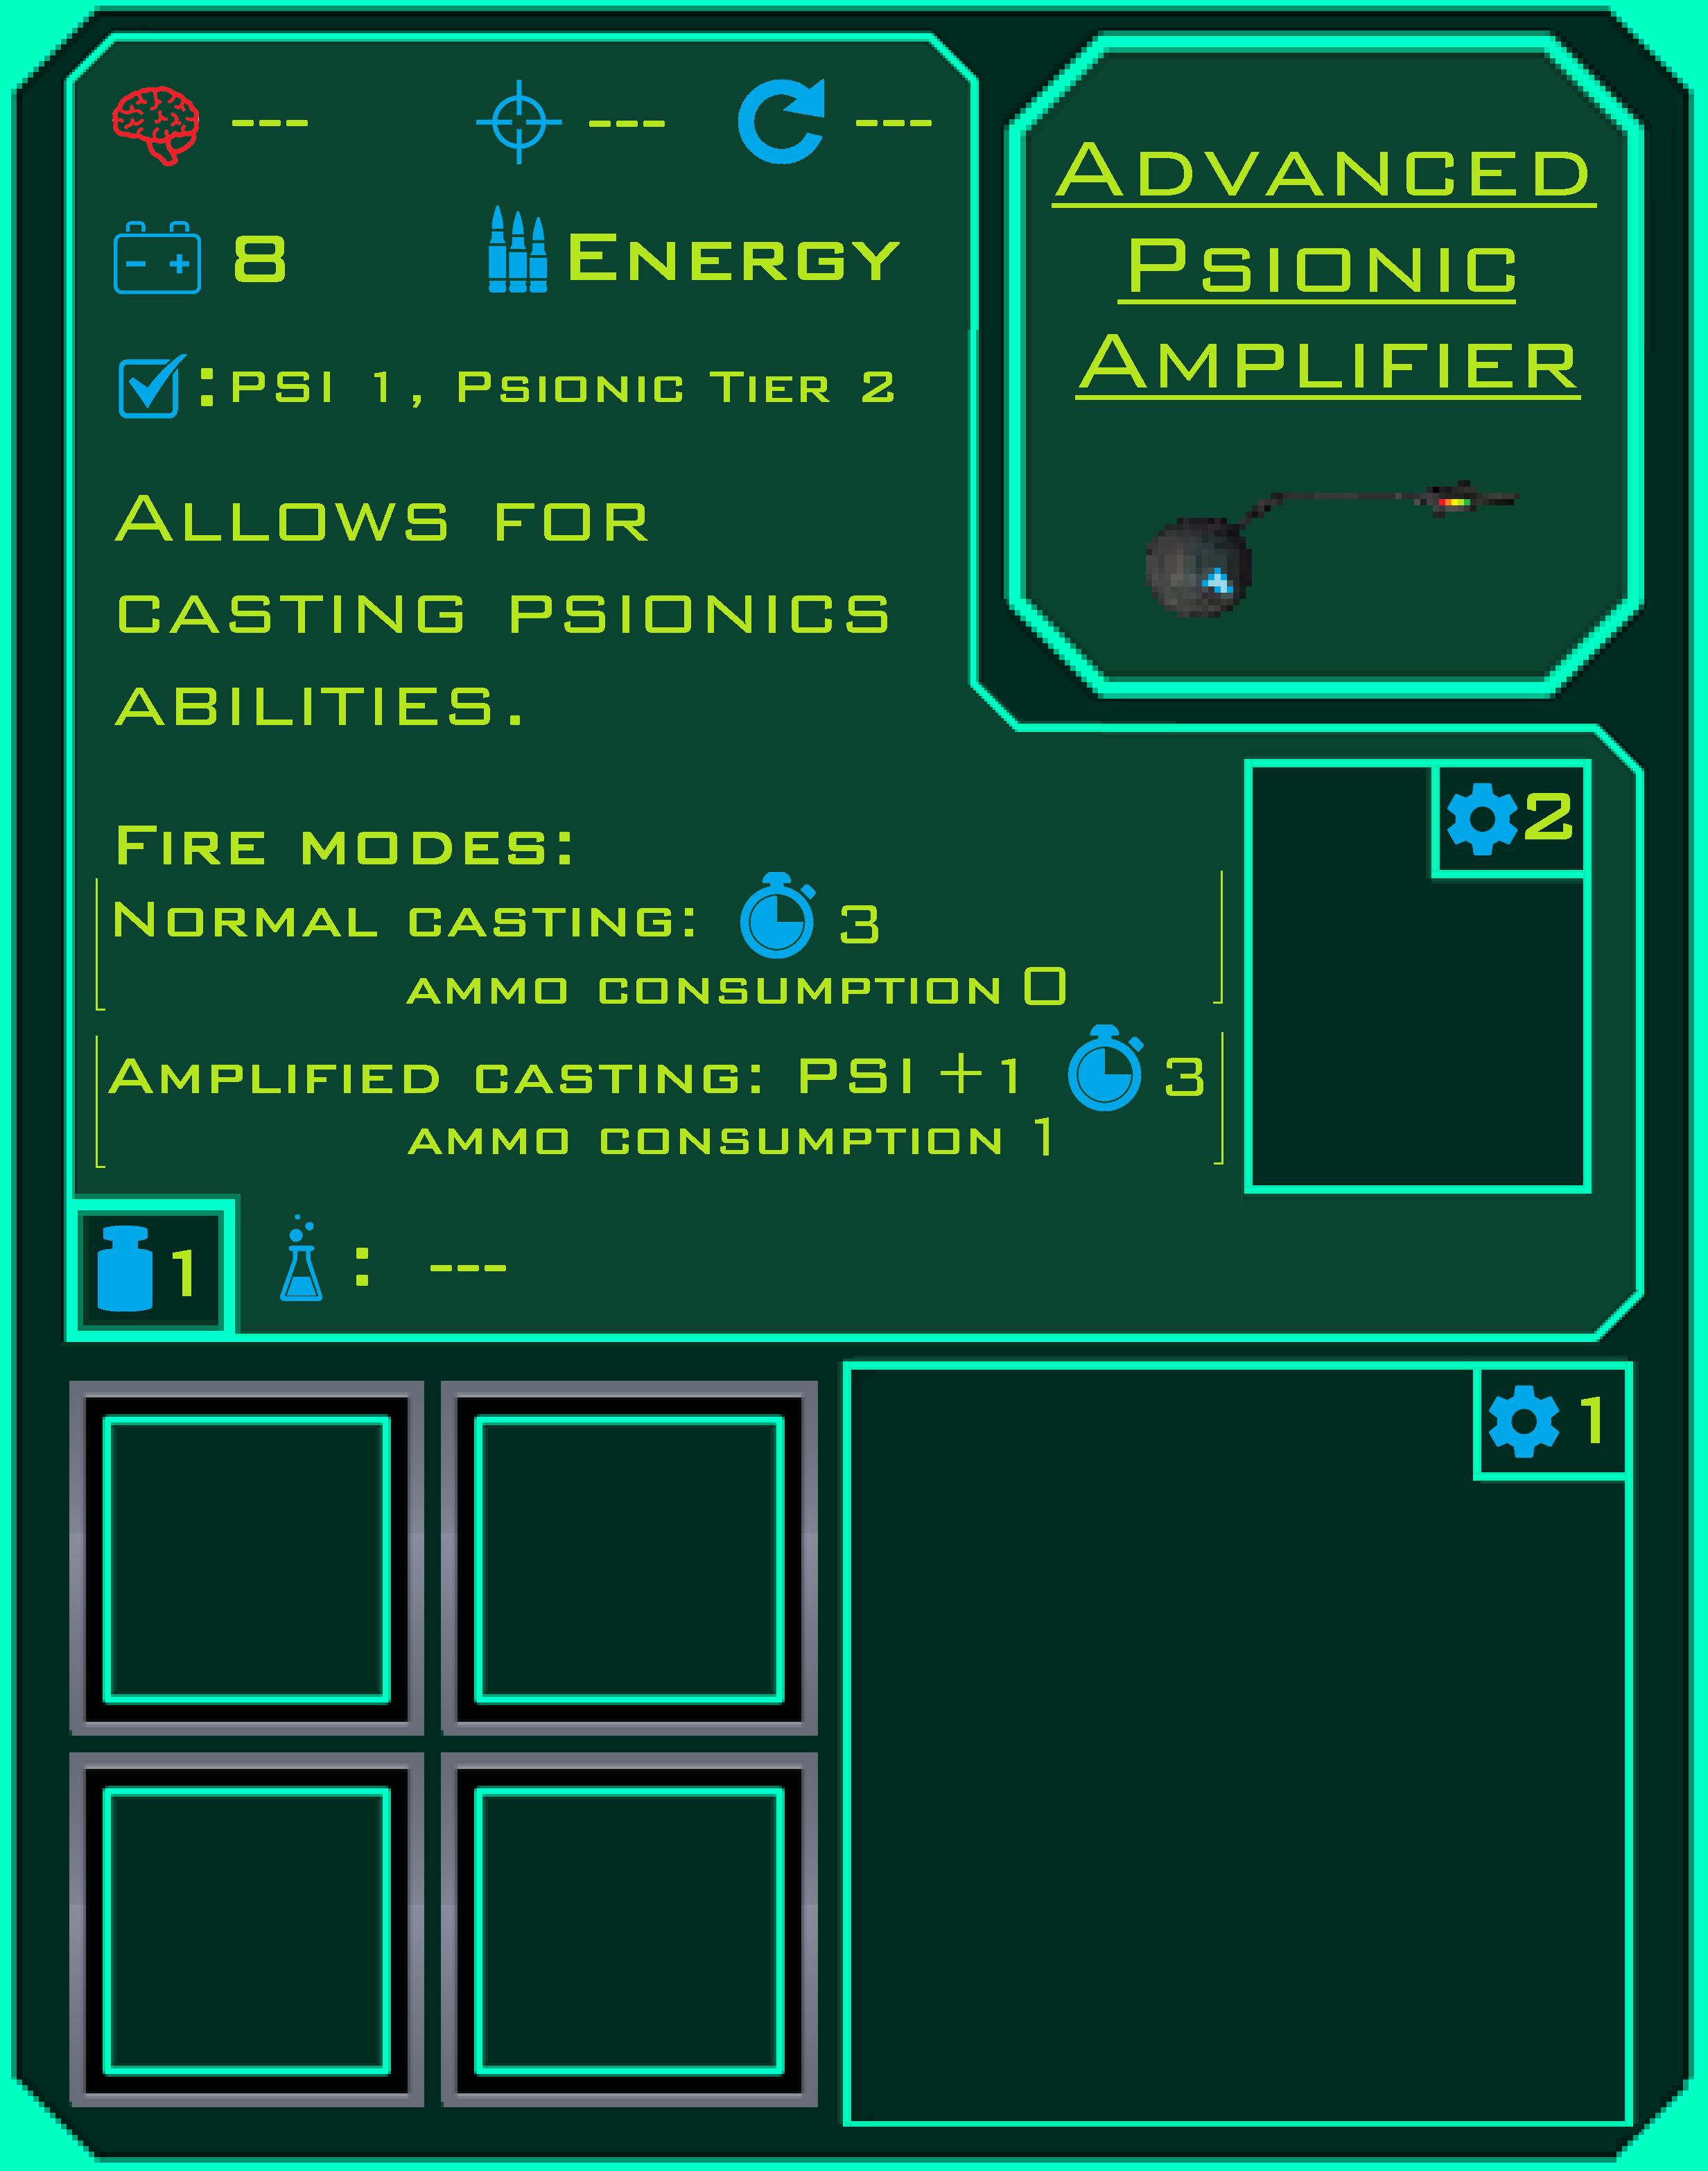 ---   ---   ---
8   Energy
: PSI 1, Psionic Tier 2
Advanced
Psionic
Amplifier
Allows for
casting psionics
abilities.
Fire modes:
Normal casting: 3
ammo consumption 0
Amplified casting: PSI+1 3
ammo consumption 1
2
1   : ---
1